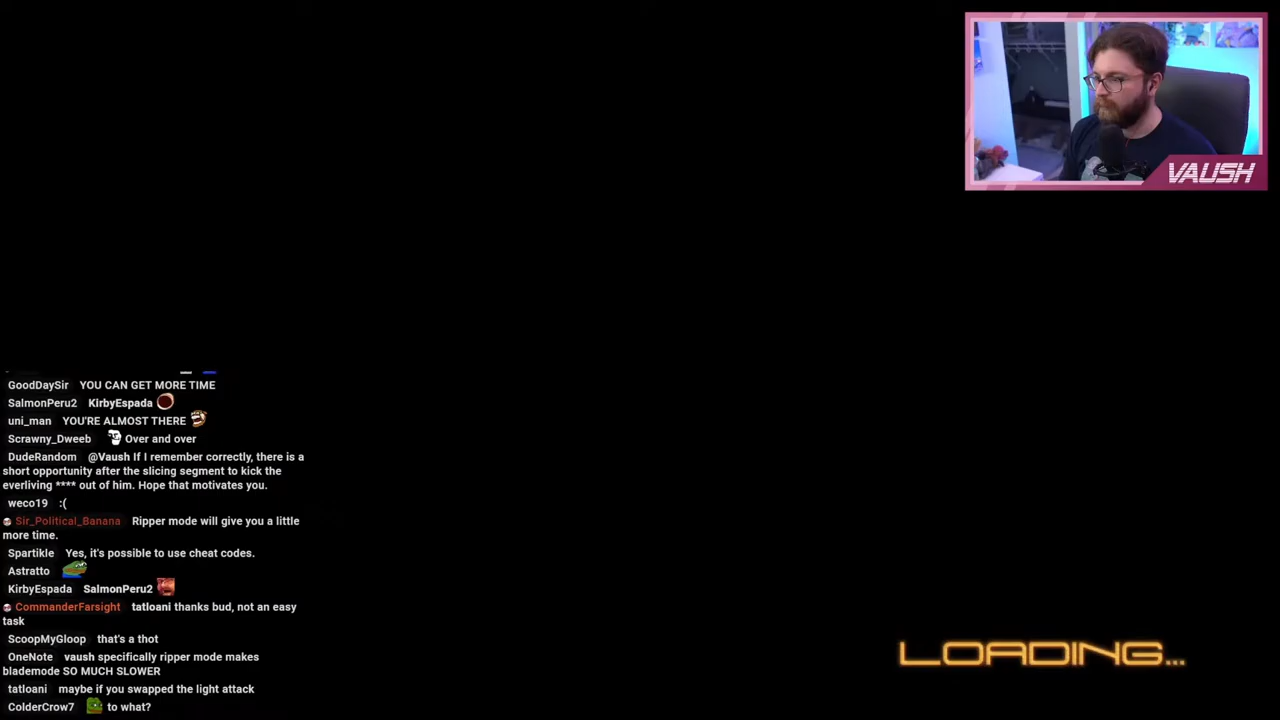 VAUSH
GoodDaySir YOU CAN GET MORE TIME
SalmonPeru2 KirbyEspada
uni_man YOU'RE ALMOST THERE
Scrawny_Dweeb Over and over
DudeRandom @Vaush If I remember correctly, there is a
short opportunity after the slicing segment to kick the
everliving **** out of him. Hope that motivates you.
weco19 :(
Sir_Political_Banana Ripper mode will give you a little
more time.
Spartikle Yes, it's possible to use cheat codes.
Astratto
KirbyEspada SalmonPeru2
CommanderFarsight tatloani thanks bud, not an easy
task
ScoopMyGloop that's a thot
OneNote vaush specifically ripper mode makes
blademode SO MUCH SLOWER
tatloani maybe if you swapped the light attack
ColderCrow7 to what?
LOADING...